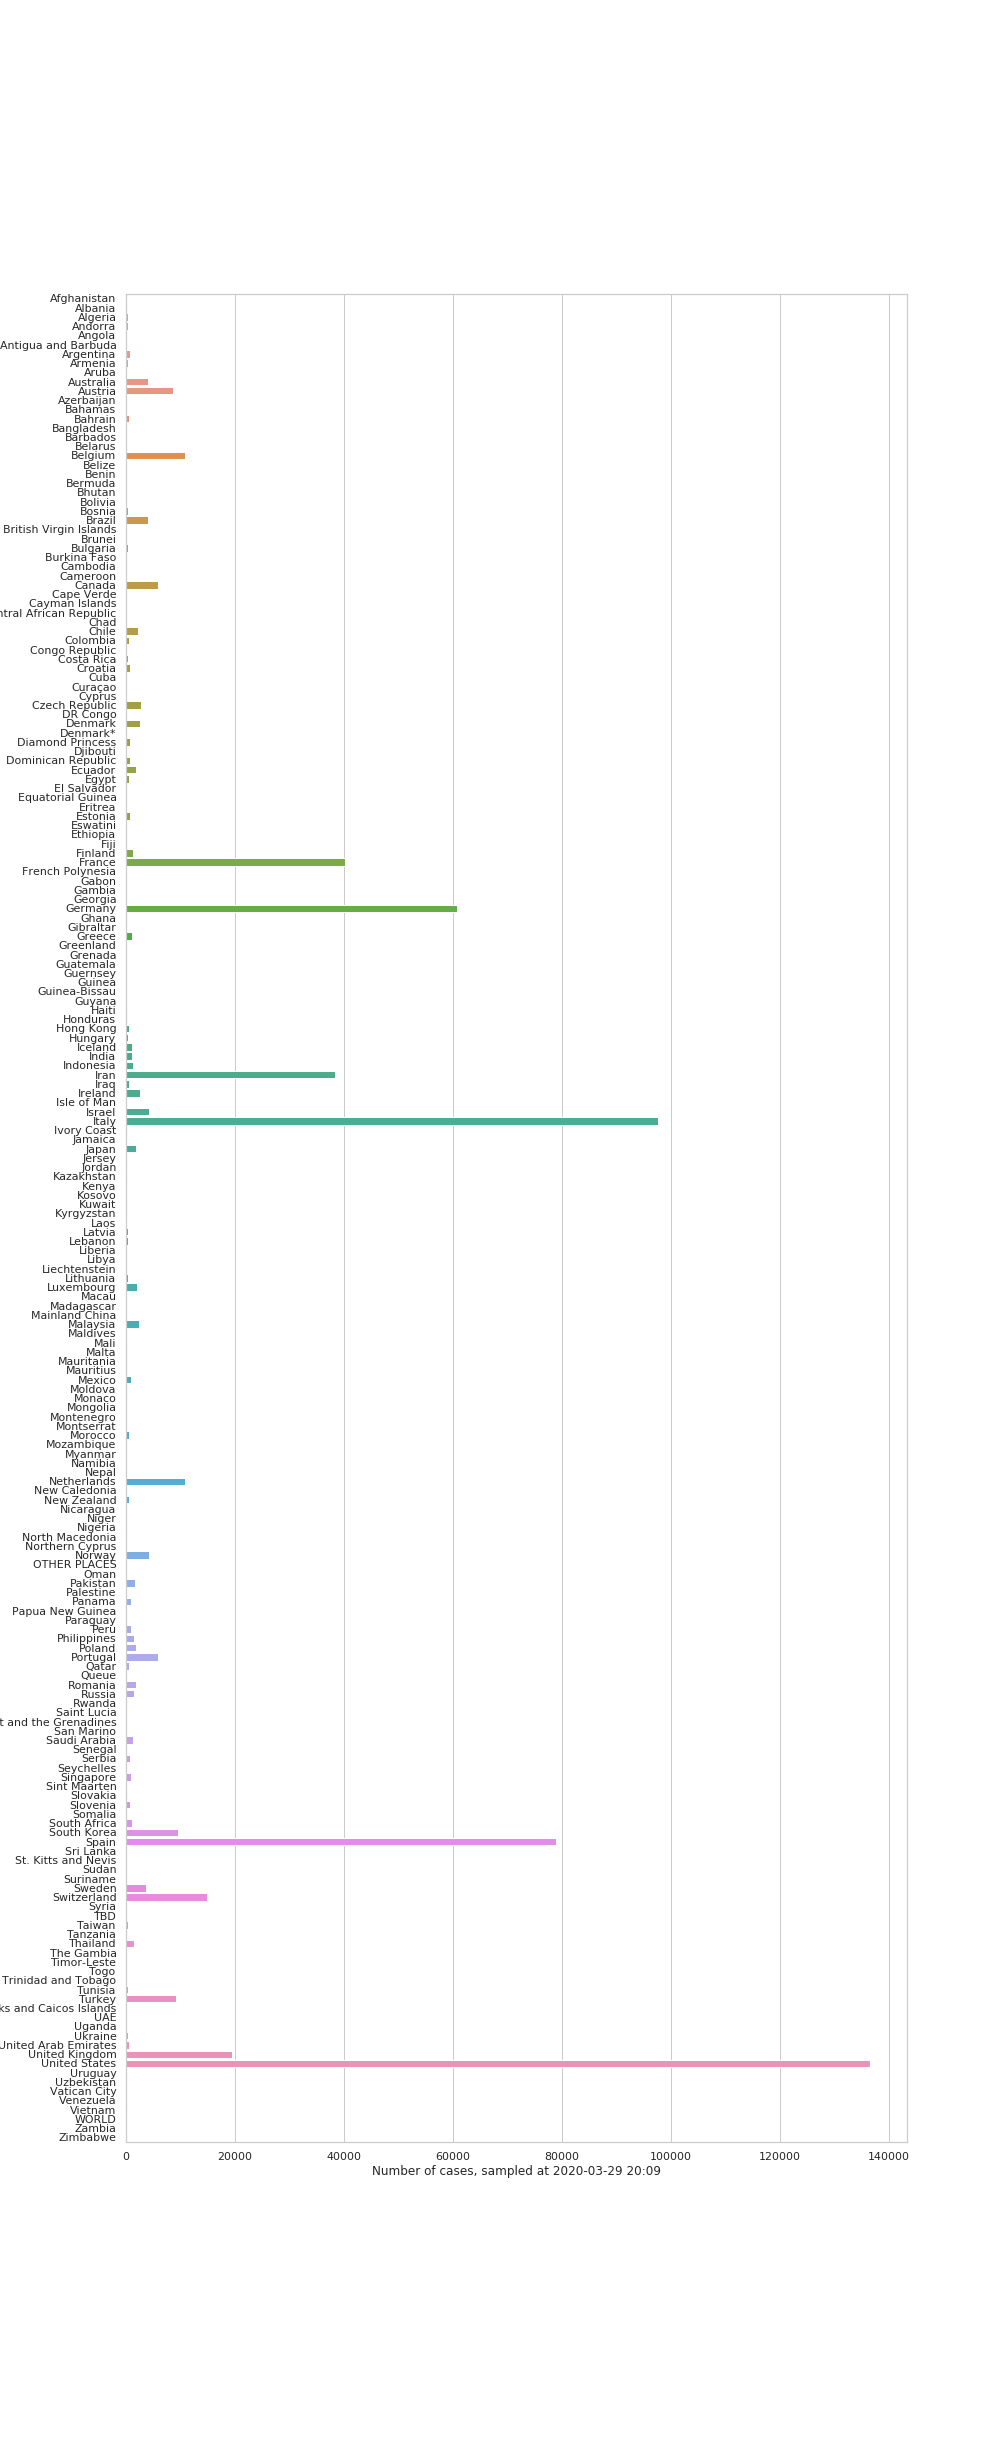 Afghanistan
Albania
Algeria
Andorra
Angola
Antigua and Barbuda
Argentina
Armenia
Aruba
Australia
Austria
Azerbaijan
Bahamas
Bahrain
Bangladesh
Barbados
Belarus
Belgium
Belize
Benin
Bermuda
Bhutan
Bolivia
Bosnia
Brazil
British Virgin Islands
Brunei
Bulgaria
Burkina Faso
Cambodia
Cameroon
Canada
Cape Verde
Cayman Islands
ntral African Republic
Chad
Chile
Colombia
Congo Republic
Costa Rica
Croatia
Cuba
Curaçao
Cyprus
Czech Republic
DR Congo
Denmark
Denmark*
Diamond Princess
Djibouti
Dominican Republic
Ecuador
Egypt
El Salvador
Equatorial Guinea
Eritrea
Estonia
Eswatini
Ethiopia
Fiji
Finland
France
French Polynesia
Gabon
Gambia
Georgia
Germany
Ghana
Gibraltar
Greece
Greenland
Grenada
Guatemala
Guernsey
Guinea
Guinea-Bissau
Guyana
Haiti
Honduras
Hong Kong
Hungary
Iceland
India
Indonesia
Iran
Iraq
Ireland
Isle of Man
Israel
Italy
Ivory Coast
Jamaica
Japan
Jersey
Jordan
Kazakhstan
Kenya
Kosovo
Kuwait
Kyrgyzstan
Laos
Latvia
Lebanon
Liberia
Libya
Liechtenstein
Lithuania
Luxembourg
Macau
Madagascar
Mainland China
Malaysia
Maldives
Mali
Malta
Mauritania
Mauritius
Mexico
Moldova
Monaco
Mongolia
Montenegro
Montserrat
Morocco
Mozambique
Myanmar
Namibia
Nepal
Netherlands
New Caledonia
New Zealand
Nicaragua
Niger
Nigeria
North Macedonia
Northern Cyprus
Norway
OTHER PLACES
Oman
Pakistan
Palestine
Panama
Papua New Guinea
Paraguay
Peru
Philippines
Poland
Portugal
Qatar
Queue
Romania
Russia
Rwanda
Saint Lucia
t and the Grenadines
San Marino
Saudi Arabia
Senegal
Serbia
Seychelles
Singapore
Sint Maarten
Slovakia
Slovenia
Somalia
South Africa
South Korea
Spain
Sri Lanka
St. Kitts and Nevis
Sudan
Suriname
Sweden
Switzerland
Syria
TBD
Taiwan
Tanzania
Thailand
The Gambia
Timor-Leste
Togo
Trinidad and Tobago
Tunisia
Turkey
ks and Caicos Islands
UAE
Uganda
Ukraine
United Arab Emirates
United Kingdom
United States
Uruguay
Uzbekistan
Vatican City
Venezuela
Vietnam
WORLD
Zambia
Zimbabwe
0 20000 40000 60000 80000 100000 120000 140000
Number of cases, sampled at 2020-03-29 20:09